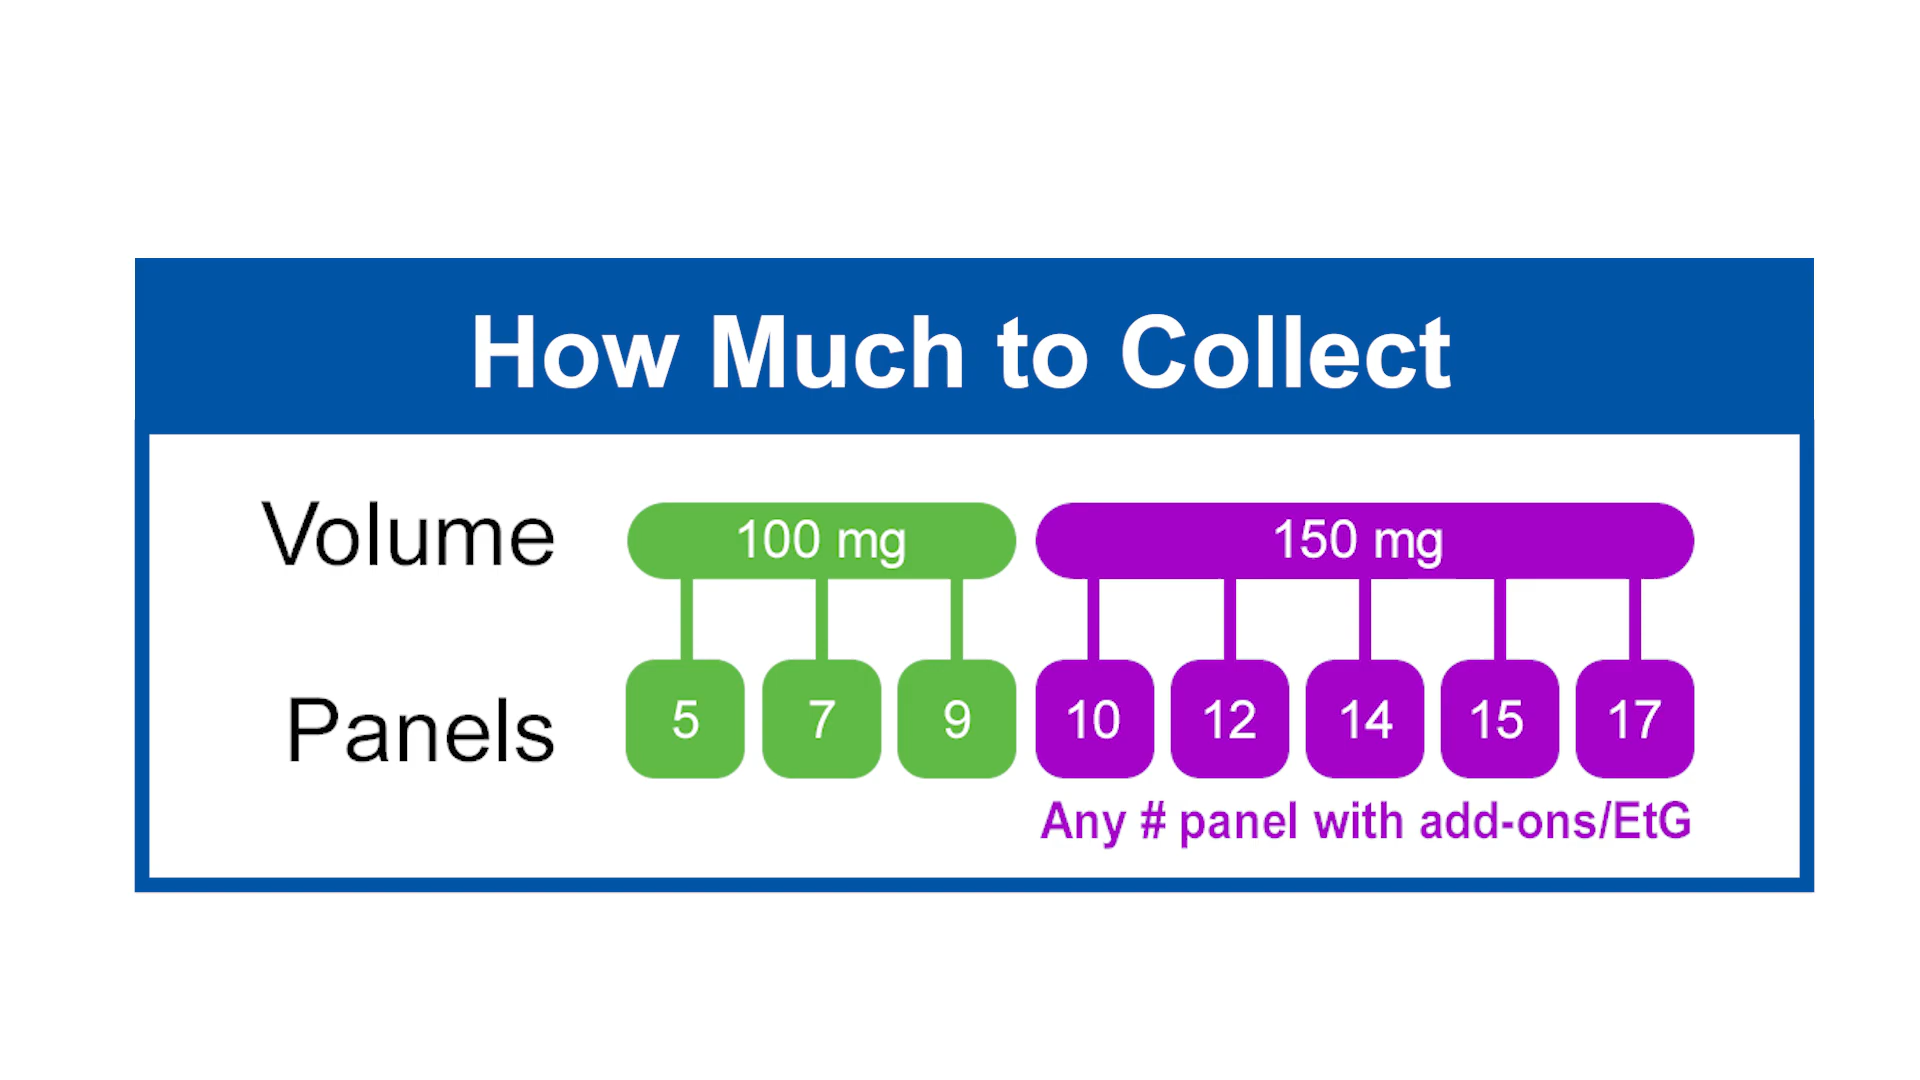 How Much to Collect
Volume 100 mg 150 mg
Panels 5 7 9 10 12 14 15 17
Any # panel with add-ons/EtG